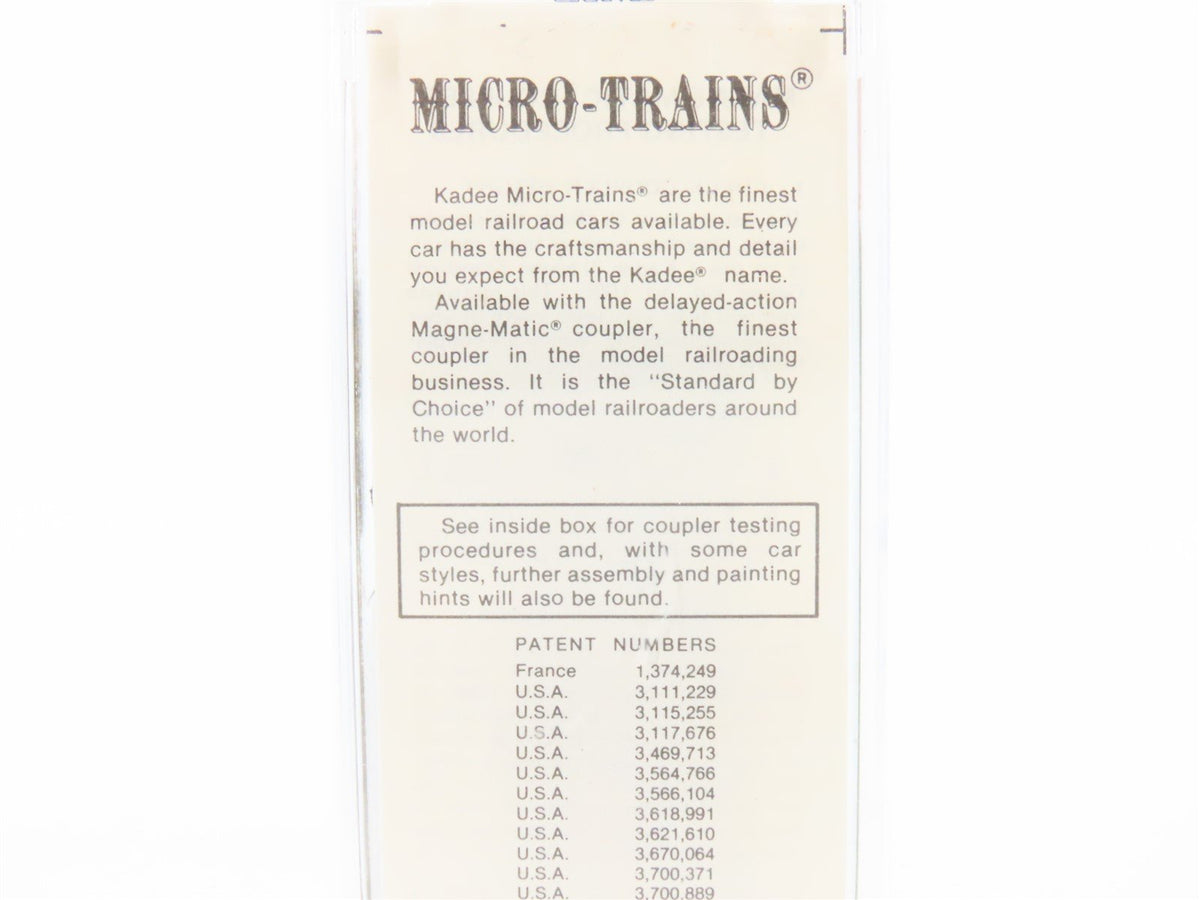 MICRO-TRAINS®
Kadee Micro-Trains® are the finest
model railroad cars available. Every
car has the craftsmanship and detail
you expect from the Kadee® name.
Available with the delayed-action
Magne-Matic® coupler, the finest
coupler in the model railroading
business. It is the "Standard by
Choice" of model railroaders around
the world.
See inside box for coupler testing
procedures and, with some car
styles, further assembly and painting
hints will also be found.
PATENT NUMBERS
France 1,374,249
U.S.A. 3,111,229
U.S.A. 3,115,255
U.S.A. 3,117,676
U.S.A. 3,469,713
U.S.A. 3,564,766
U.S.A. 3,566,104
U.S.A. 3,618,991
U.S.A. 3,621,610
U.S.A. 3,670,064
U.S.A. 3,700,371
U.S.A. 3,700,889